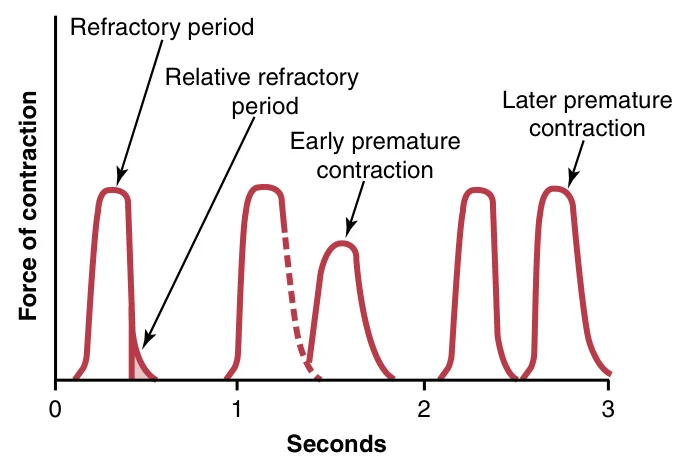 Refractory period
Relative refractory
period
Early premature
contraction
Later premature
contraction
Force of contraction
0
1
2
3
Seconds